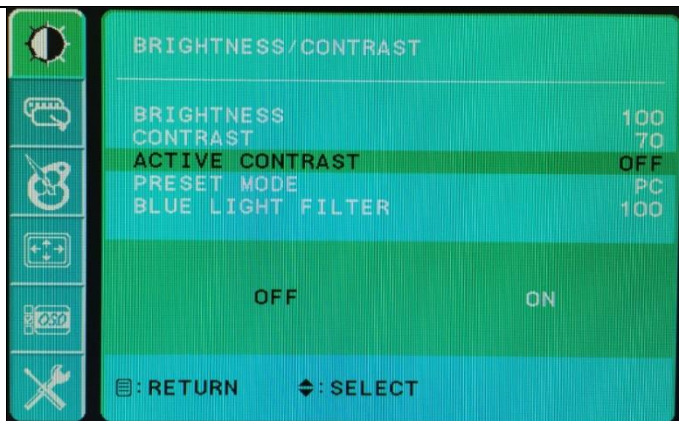 BRIGHTNESS/CONTRAST
BRIGHTNESS 100
CONTRAST 70
ACTIVE CONTRAST OFF
PRESET MODE PC
BLUE LIGHT FILTER 100
OFF ON
OSD
:RETURN :SELECT